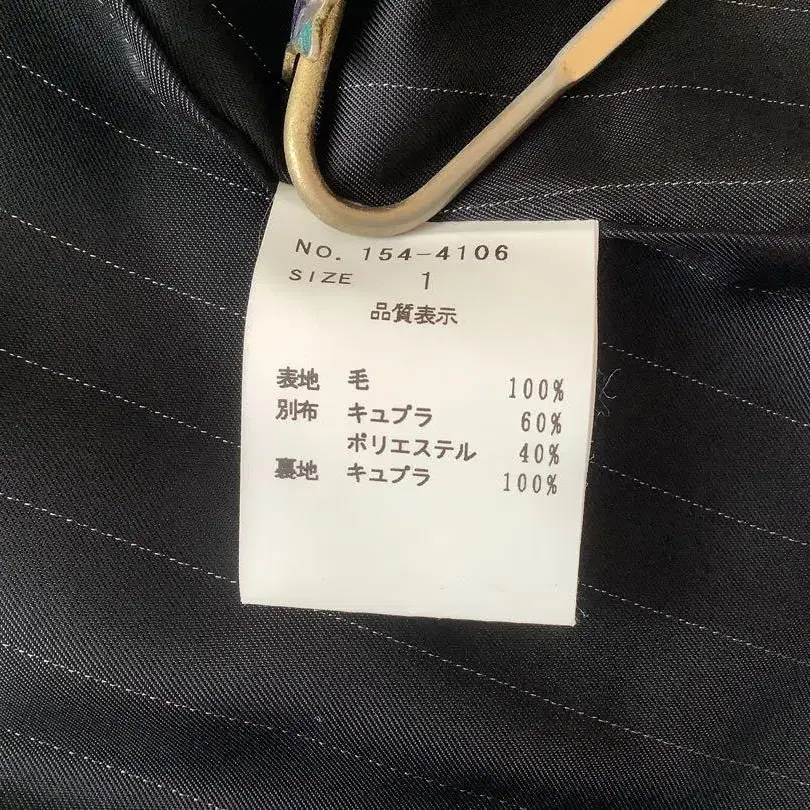 NO. 154-4106
SIZE 1
品質表示
表地 毛 100%
別布 キュプラ 60%
ポリエステル 40%
裏地 キュプラ 100%